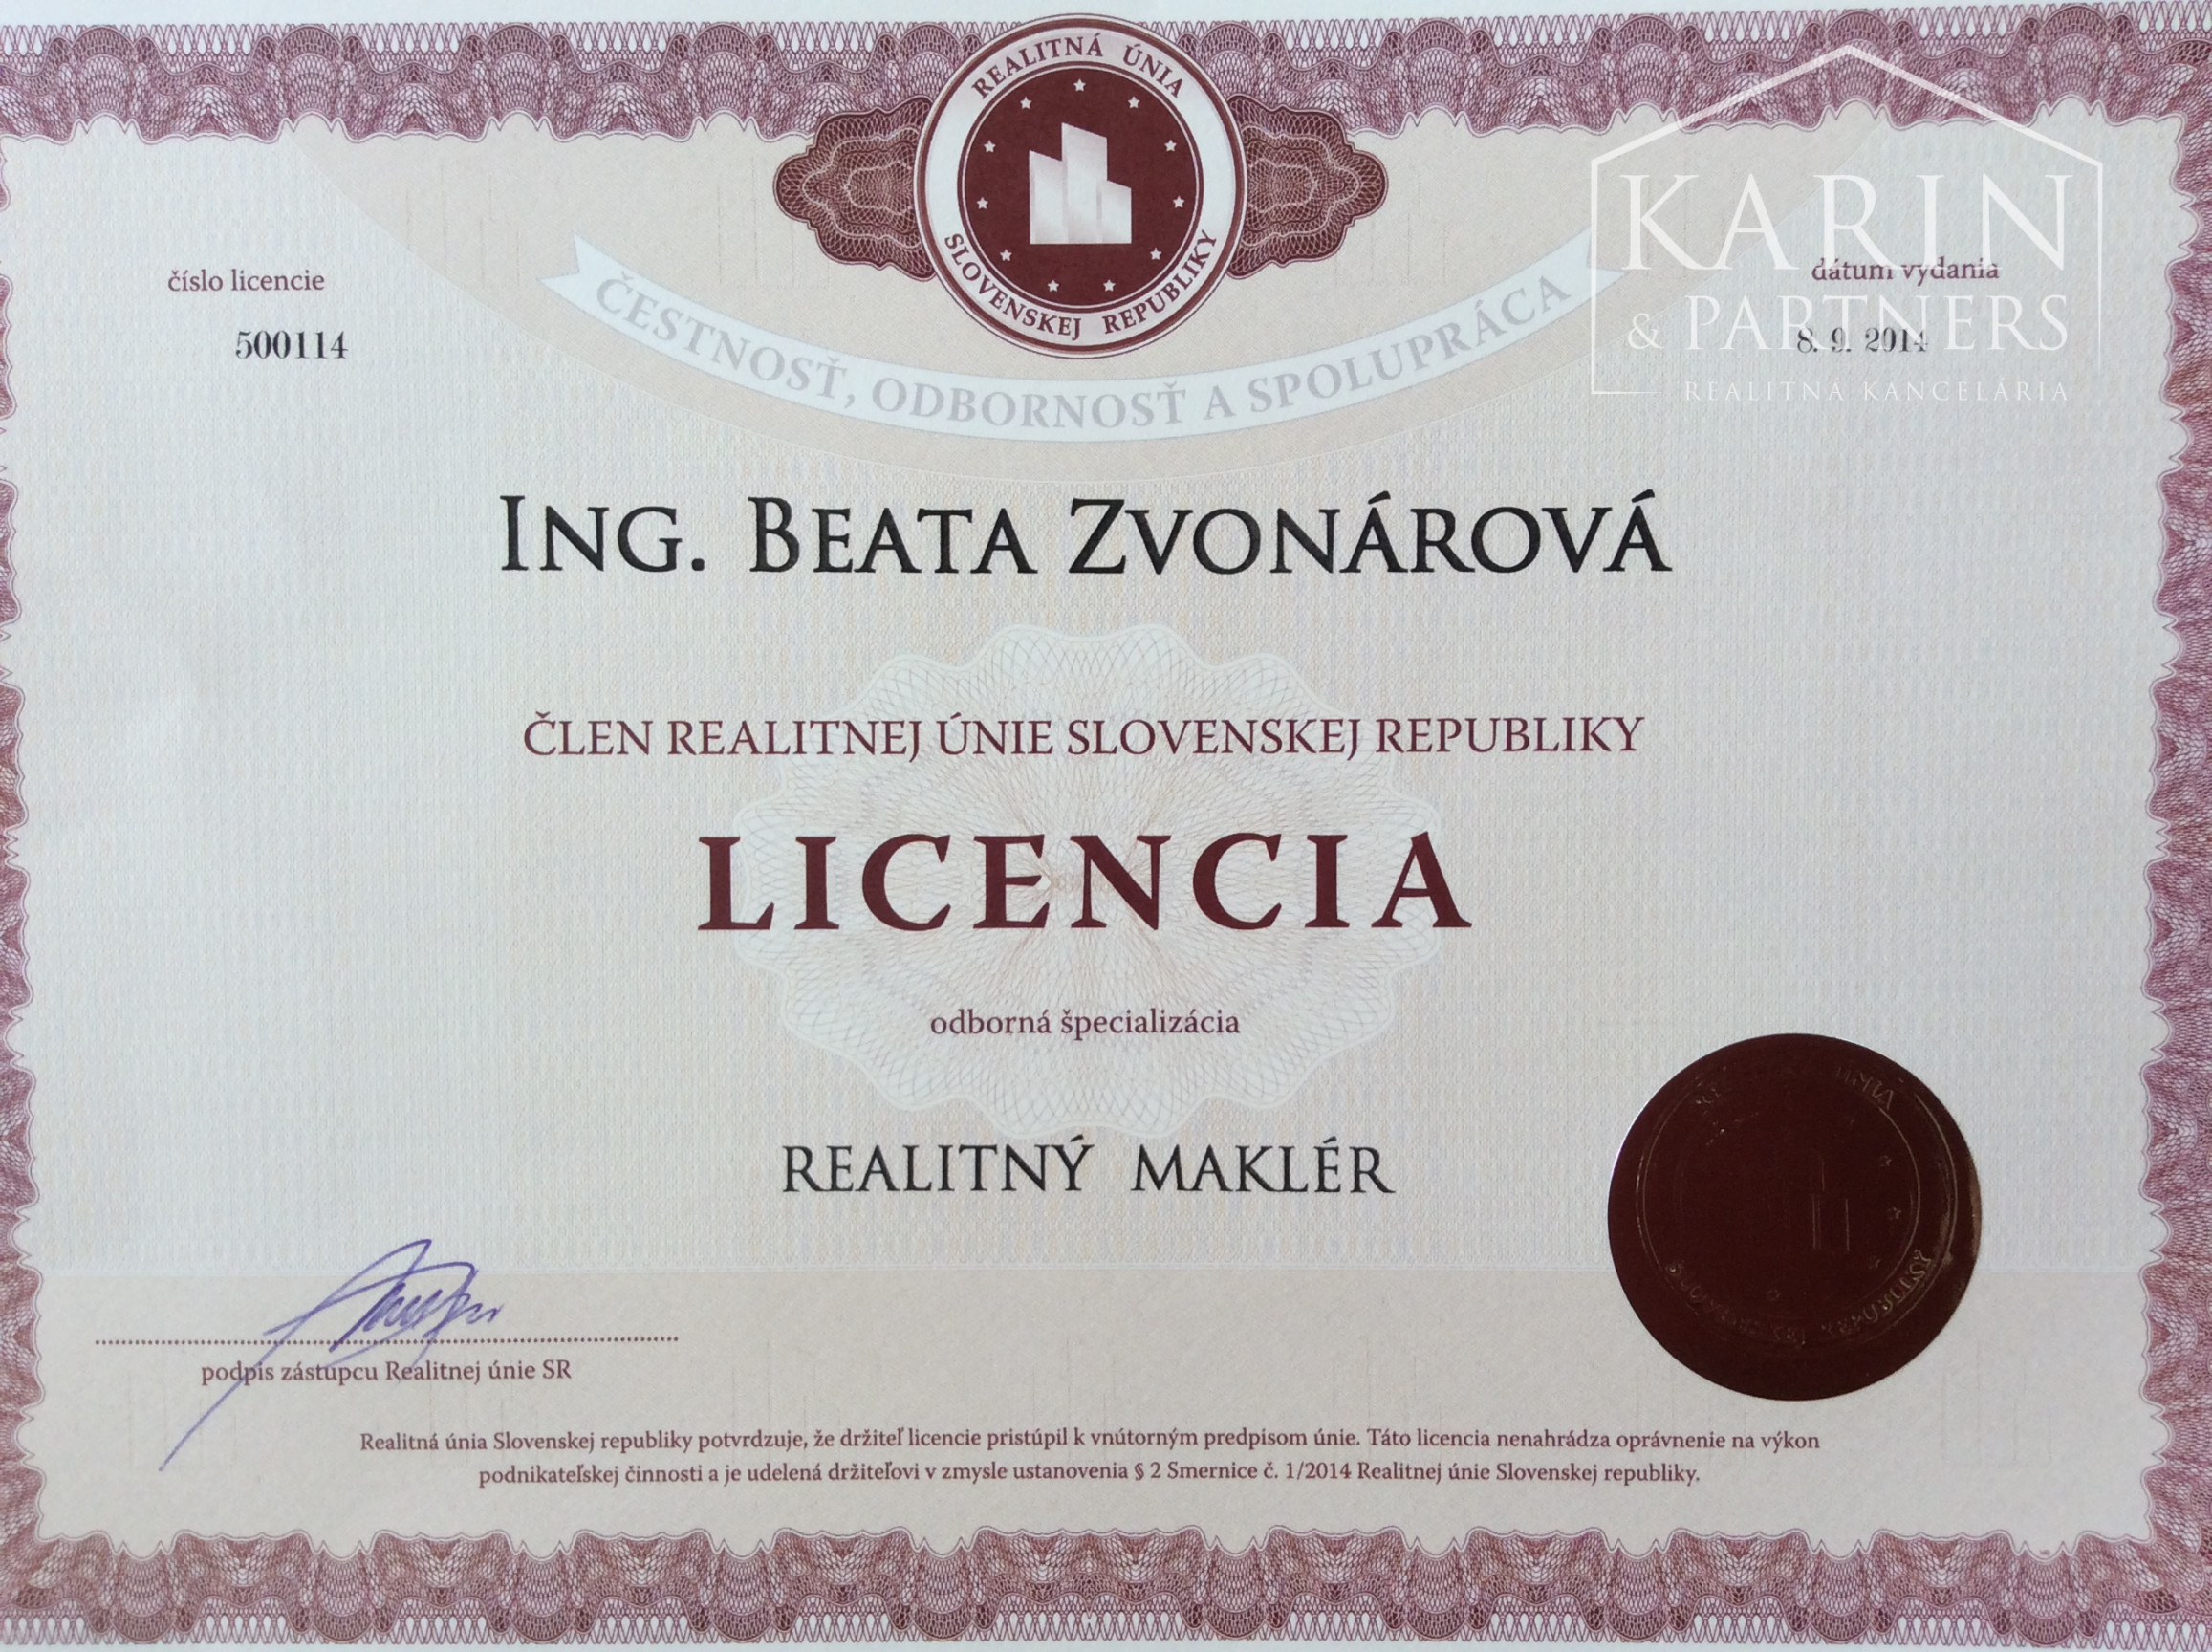 REALITNÁ ÚNIA
SLOVENSKEJ REPUBLIKY
KARIN
& PARTNERS
REALITNÁ KANCELÁRIA
číslo licencie
500114
dátum vydania
8. 9. 2014
ČESTNOSŤ, ODBORNOSŤ A SPOLUPRÁCA
ING. BEATA ZVONÁROVÁ
ČLEN REALITNEJ ÚNIE SLOVENSKEJ REPUBLIKY
LICENCIA
odborná špecializácia
REALITNÝ MAKLÉR
podpis zástupcu Realitnej únie SR
Realitná únia Slovenskej republiky potvrdzuje, že držiteľ licencie pristúpil k vnútorným predpisom únie. Táto licencia nenahrádza oprávnenie na výkon
podnikateľskej činnosti a je udelená držiteľovi v zmysle ustanovenia § 2 Smernice č. 1/2014 Realitnej únie Slovenskej republiky.